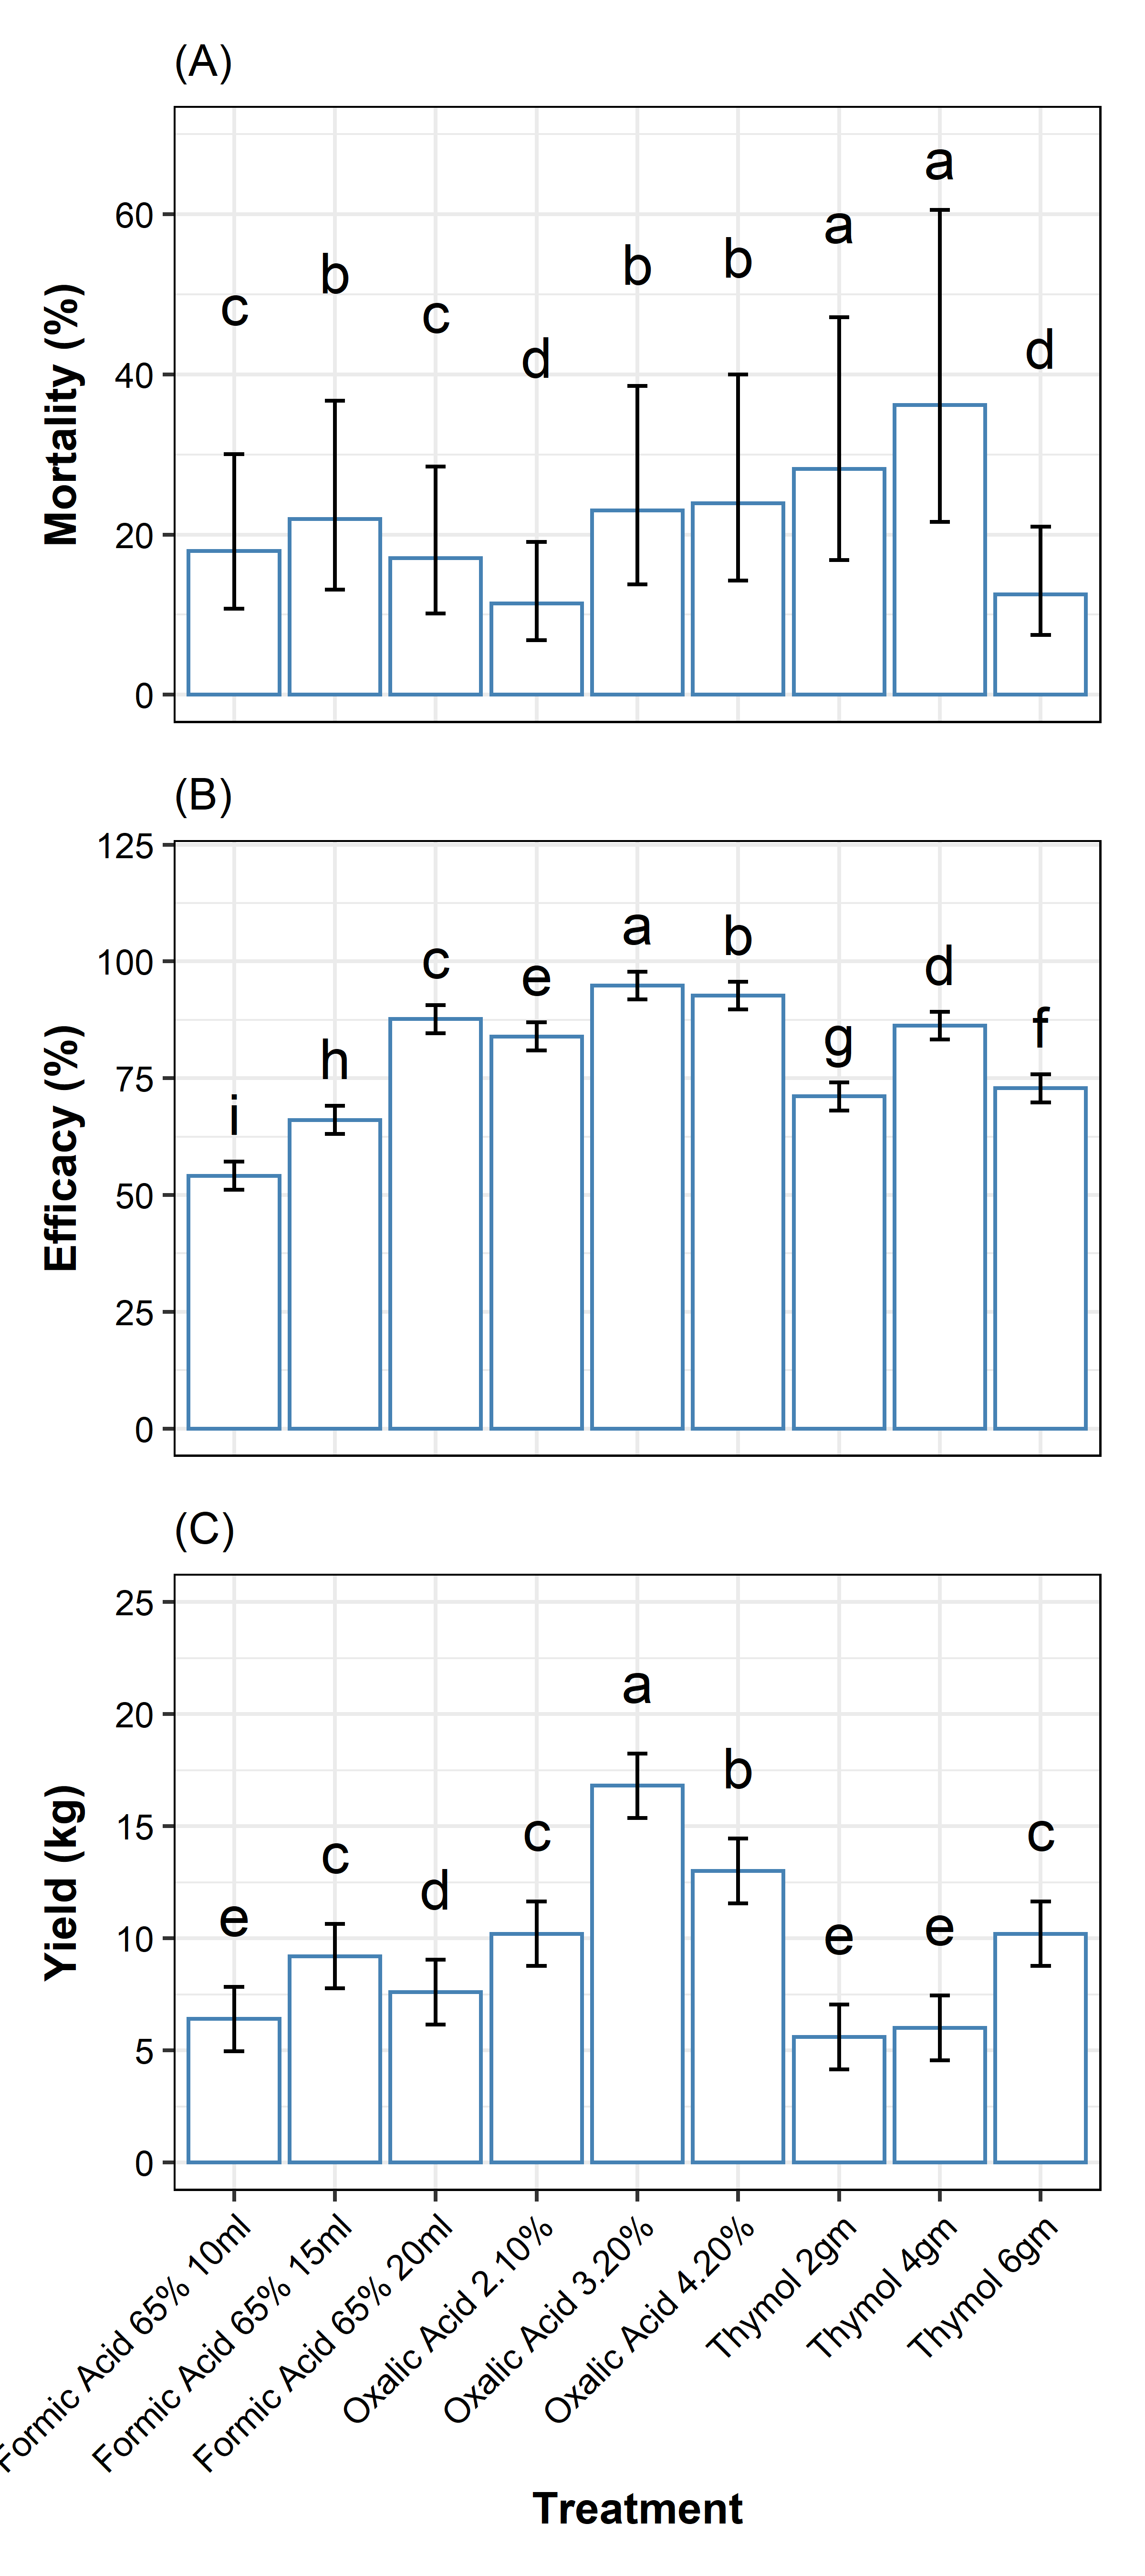 (A)
Mortality (%)
60
40
20
0
c
b
c
d
b
b
a
a
d
(B)
Efficacy (%)
125
100
75
50
25
0
i
h
c
e
a
b
g
d
f
(C)
Yield (kg)
25
20
15
10
5
0
e
c
d
c
a
b
e
e
c
Formic Acid 65% 10ml
Formic Acid 65% 15ml
Formic Acid 65% 20ml
Oxalic Acid 2.10%
Oxalic Acid 3.20%
Oxalic Acid 4.20%
Thymol 2gm
Thymol 4gm
Thymol 6gm
Treatment